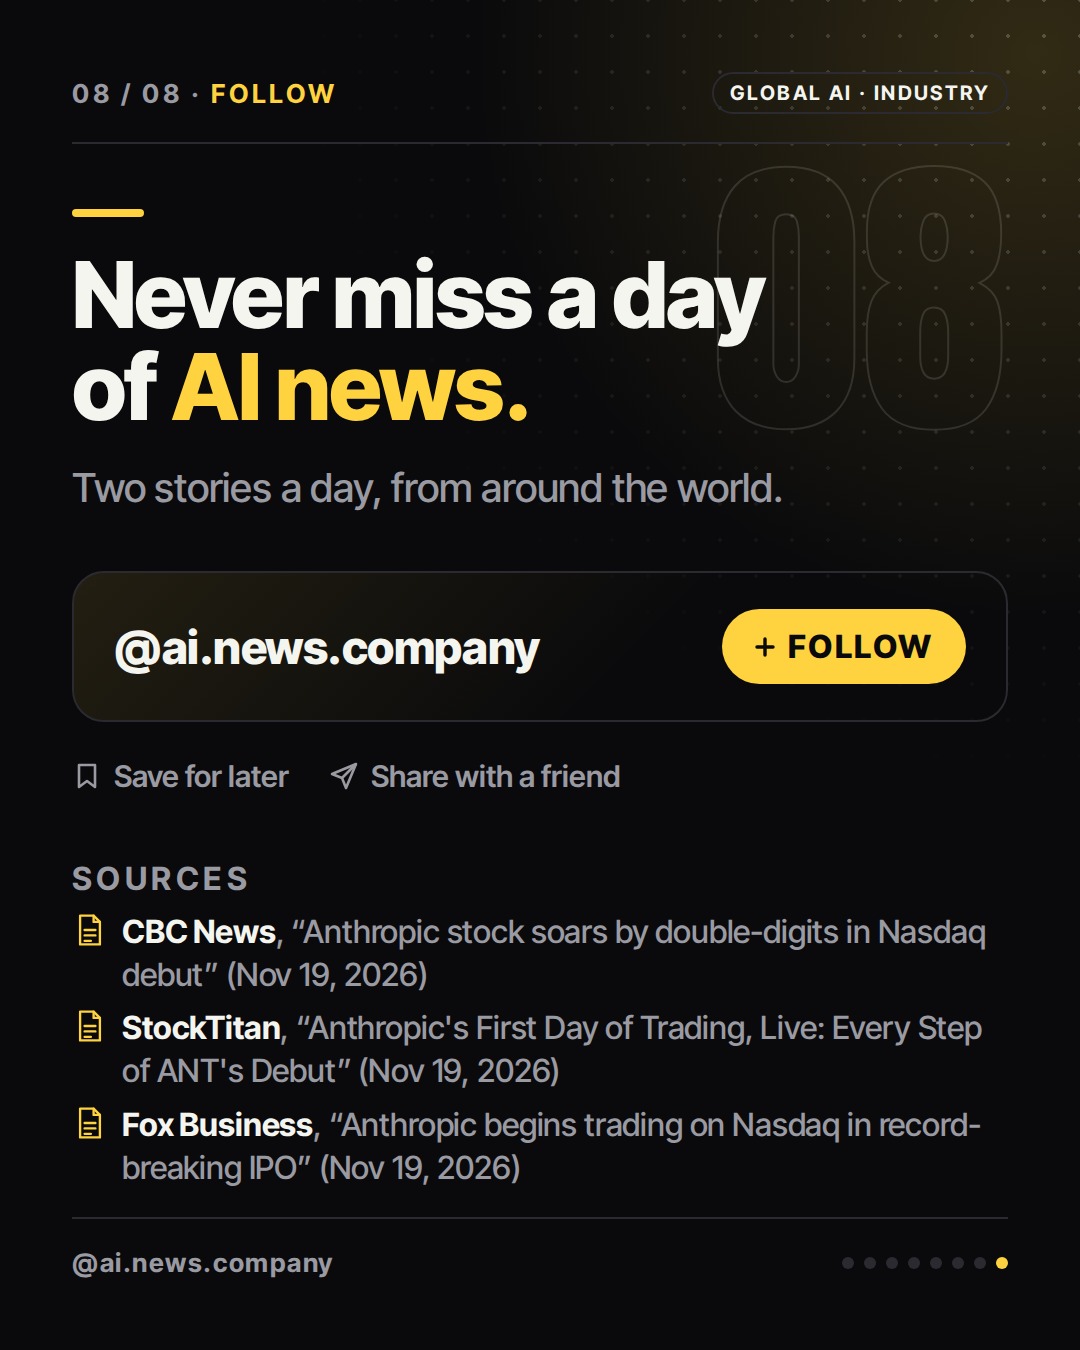 08 / 08 · FOLLOW
GLOBAL AI · INDUSTRY
08
Never miss a day
of AI news.
Two stories a day, from around the world.
@ai.news.company
+ FOLLOW
Save for later
Share with a friend
SOURCES
CBC News, “Anthropic stock soars by double-digits in Nasdaq
debut” (Nov 19, 2026)
StockTitan, “Anthropic's First Day of Trading, Live: Every Step
of ANT's Debut” (Nov 19, 2026)
Fox Business, “Anthropic begins trading on Nasdaq in record-
breaking IPO” (Nov 19, 2026)
@ai.news.company